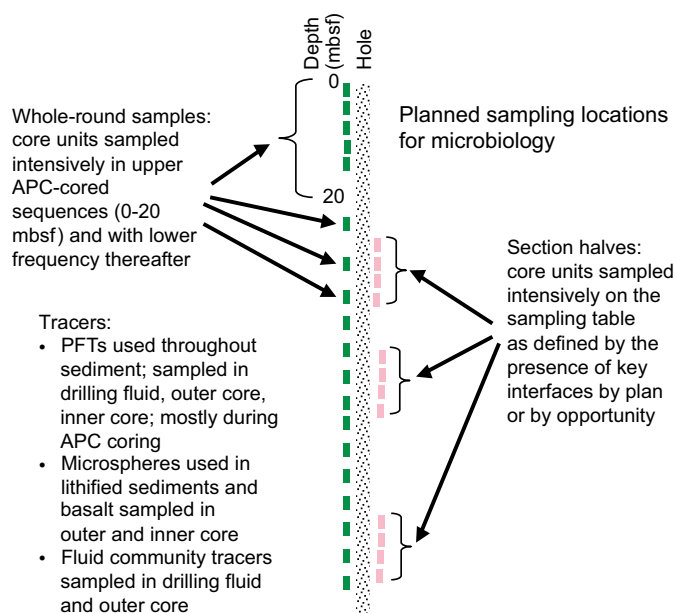 Depth
(mbsf)
Hole
0
20
Planned sampling locations
for microbiology
Whole-round samples:
core units sampled
intensively in upper
APC-cored
sequences (0-20
mbsf) and with lower
frequency thereafter
Section halves:
core units sampled
intensively on the
sampling table
as defined by the
presence of key
interfaces by plan
or by opportunity
Tracers:
• PFTs used throughout
sediment; sampled in
drilling fluid, outer core,
inner core; mostly during
APC coring
• Microspheres used in
lithified sediments and
basalt sampled in
outer and inner core
• Fluid community tracers
sampled in drilling fluid
and outer core